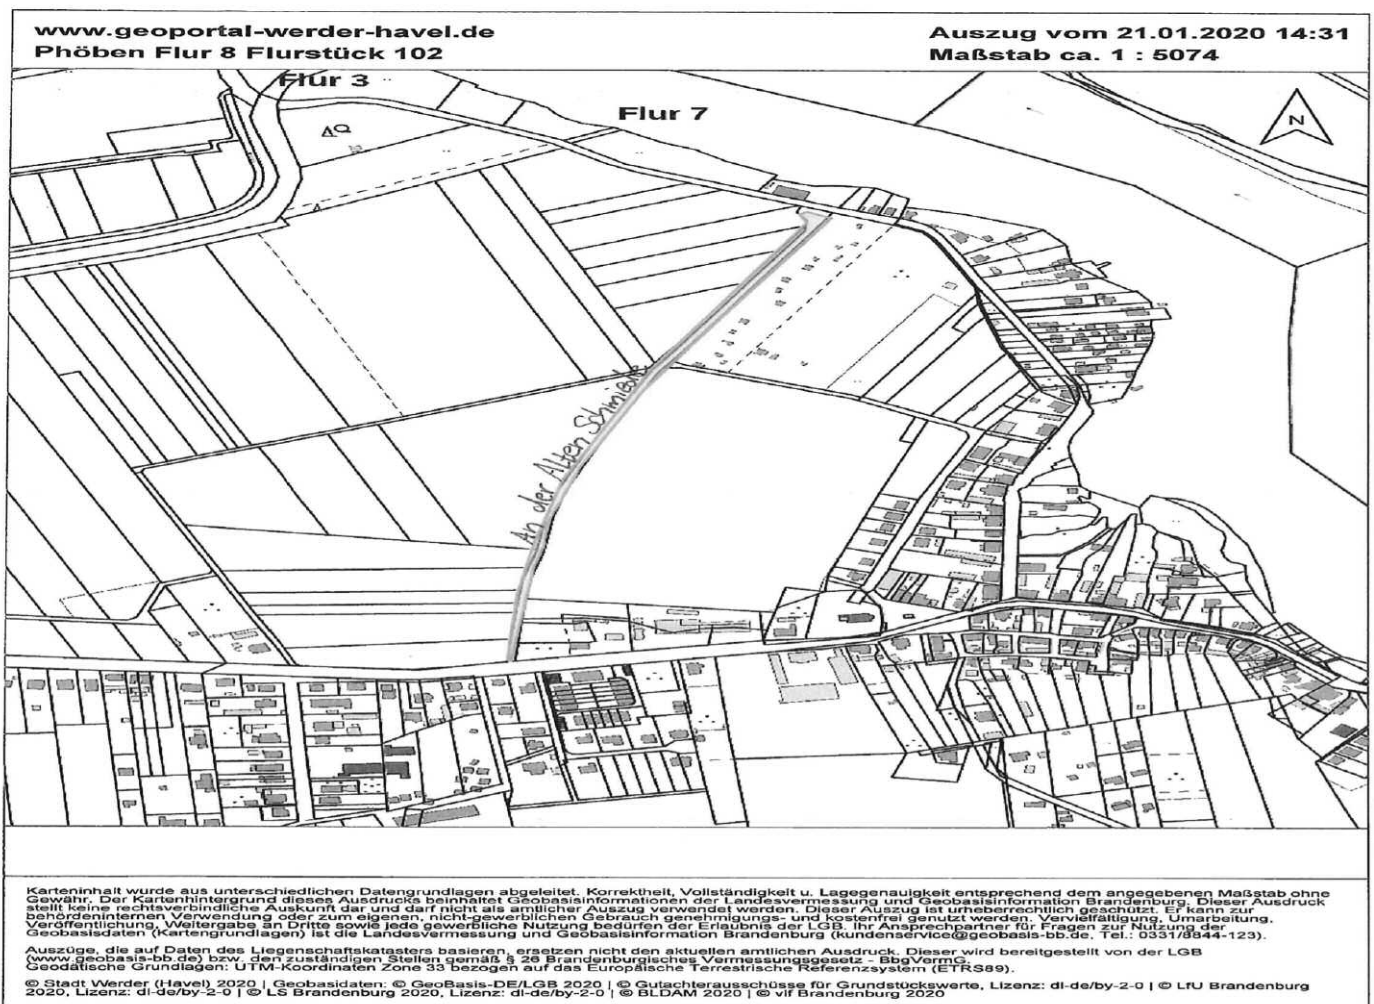 www.geoportal-werder-havel.de
Phöben Flur 8 Flurstück 102
Auszug vom 21.01.2020 14:31
Maßstab ca. 1 : 5074
Flur 3
Flur 7
N
An der Alten Schmiede
Karteninhalt wurde aus unterschiedlichen Datengrundlagen abgeleitet. Korrektheit, Vollständigkeit u. Lagegenauigkeit entsprechend dem angegebenen Maßstab ohne
Gewähr. Der Kartenhintergrund dieses Ausdrucks beinhaltet Geobasisinformationen der Landesvermessung und Geobasisinformation Brandenburg. Dieser Ausdruck
stellt keine rechtsverbindliche Auskunft dar und darf nicht als amtlicher Auszug verwendet werden. Dieser Auszug ist urheberrechtlich geschützt. Er kann zur
behördeninternen Verwendung oder zum eigenen, nicht-gewerblichen Gebrauch genehmigungs- und kostenfrei genutzt werden. Vervielfältigung, Umarbeitung,
Veröffentlichung, Weitergabe an Dritte sowie jede gewerbliche Nutzung bedürfen der Erlaubnis der LGB. Ihr Ansprechpartner für Fragen zur Nutzung der
Geobasisdaten (Kartengrundlagen) ist die Landesvermessung und Geobasisinformation Brandenburg (kundenservice@geobasis-bb.de, Tel.: 0331/8844-123).
Auszüge, die auf Daten des Liegenschaftskatasters basieren, ersetzen nicht den aktuellen amtlichen Ausdruck. Dieser wird bereitgestellt von der LGB
(www.geobasis-bb.de) bzw. den zuständigen Stellen gemäß § 26 Brandenburgisches Vermessungsgesetz - BbgVermG.
Geodätische Grundlagen: UTM-Koordinaten Zone 33 bezogen auf das Europäische Terrestrische Referenzsystem (ETRS89).
© Stadt Werder (Havel) 2020 | Geobasidaten: © GeoBasis-DE/LGB 2020 | © Gutachterausschüsse für Grundstückswerte, Lizenz: dl-de/by-2-0 | © LfU Brandenburg
2020, Lizenz: dl-de/by-2-0 | © LS Brandenburg 2020, Lizenz: dl-de/by-2-0 | © BLDAM 2020 | © vif Brandenburg 2020